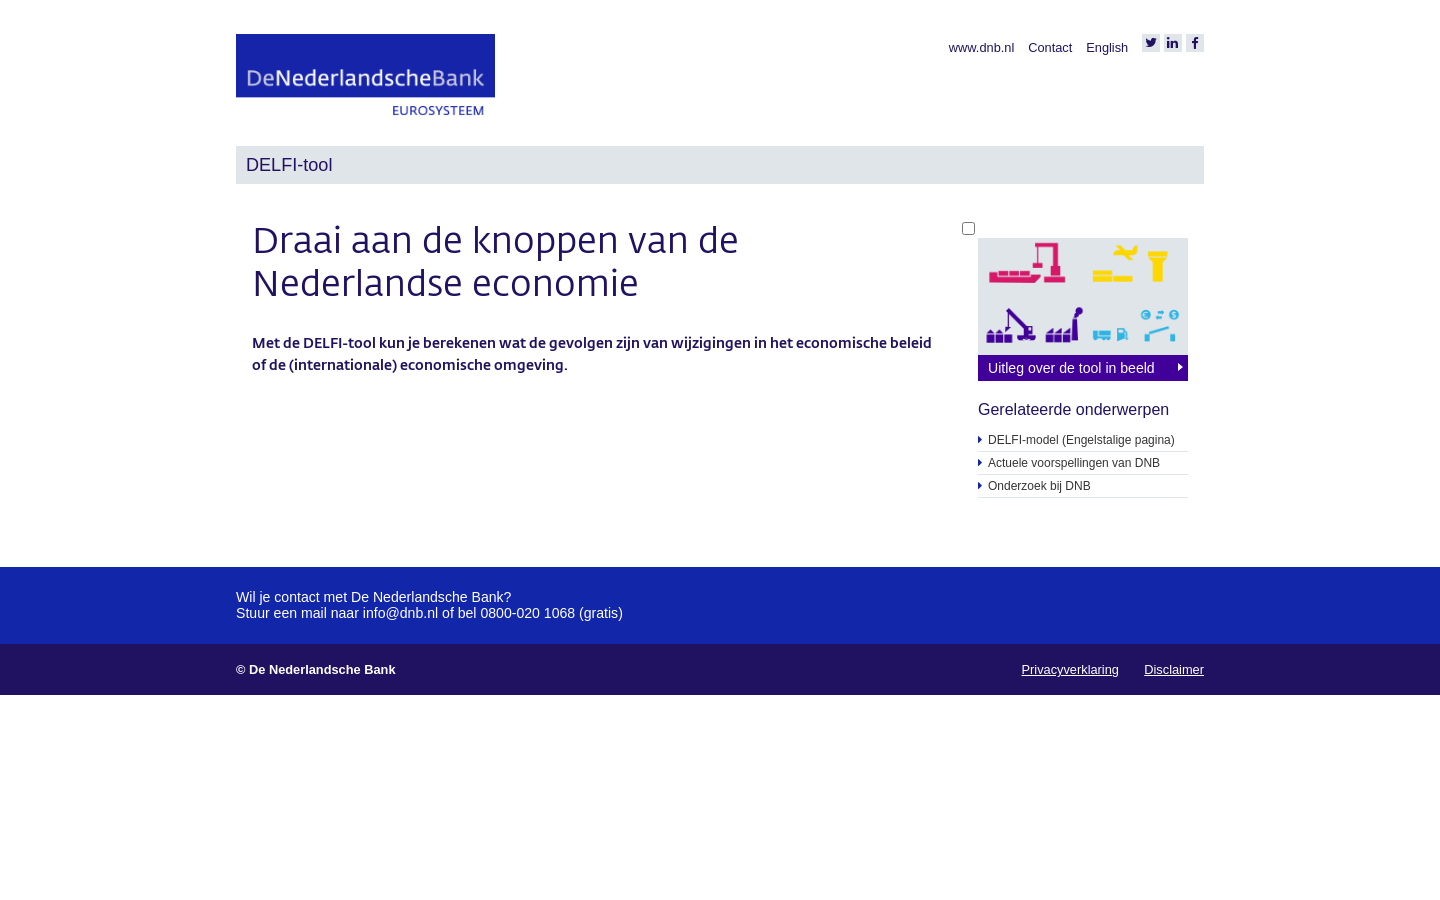 DeNederlandscheBank
EUROSYSTEEM
www.dnb.nl Contact English
DELFI-tool
Draai aan de knoppen van de
Nederlandse economie
Met de DELFI-tool kun je berekenen wat de gevolgen zijn van wijzigingen in het economische beleid
of de (internationale) economische omgeving.
Uitleg over de tool in beeld
Gerelateerde onderwerpen
DELFI-model (Engelstalige pagina)
Actuele voorspellingen van DNB
Onderzoek bij DNB
Wil je contact met De Nederlandsche Bank?
Stuur een mail naar info@dnb.nl of bel 0800-020 1068 (gratis)
© De Nederlandsche Bank
Privacyverklaring Disclaimer